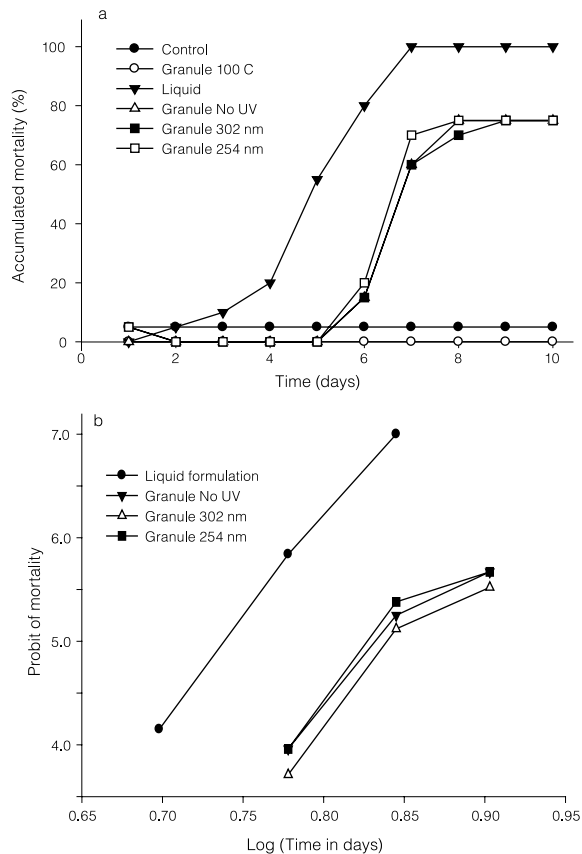 a
Control
Granule 100 C
Liquid
Granule No UV
Granule 302 nm
Granule 254 nm
Accumulated mortality (%)
100
80
60
40
20
0
0 2 4 6 8 10
Time (days)
b
Liquid formulation
Granule No UV
Granule 302 nm
Granule 254 nm
Probit of mortality
7.0
6.0
5.0
4.0
0.65 0.70 0.75 0.80 0.85 0.90 0.95
Log (Time in days)